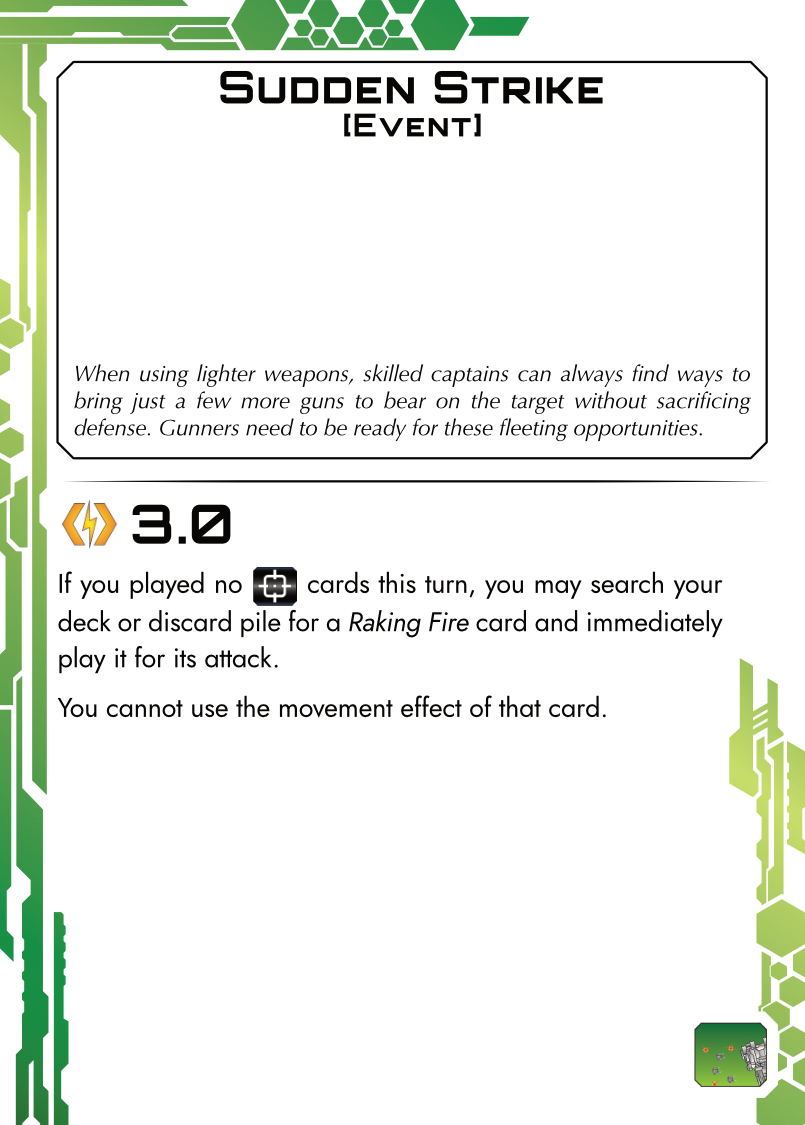 Sudden Strike
[Event]
When using lighter weapons, skilled captains can always find ways to
bring just a few more guns to bear on the target without sacrificing
defense. Gunners need to be ready for these fleeting opportunities.
3.0
If you played no cards this turn, you may search your
deck or discard pile for a Raking Fire card and immediately
play it for its attack.
You cannot use the movement effect of that card.